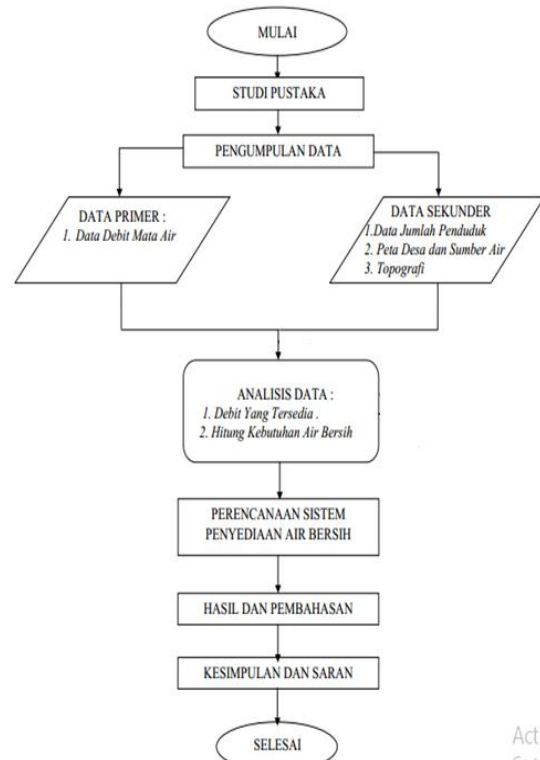 MULAI
STUDI PUSTAKA
PENGUMPULAN DATA
DATA PRIMER :
1. Data Debit Mata Air
DATA SEKUNDER
1.Data Jumlah Penduduk
2. Peta Desa dan Sumber Air
3. Topografi
ANALISIS DATA :
1. Debit Yang Tersedia .
2. Hitung Kebutuhan Air Bersih
PERENCANAAN SISTEM
PENYEDIAAN AIR BERSIH
HASIL DAN PEMBAHASAN
KESIMPULAN DAN SARAN
SELESAI
Act